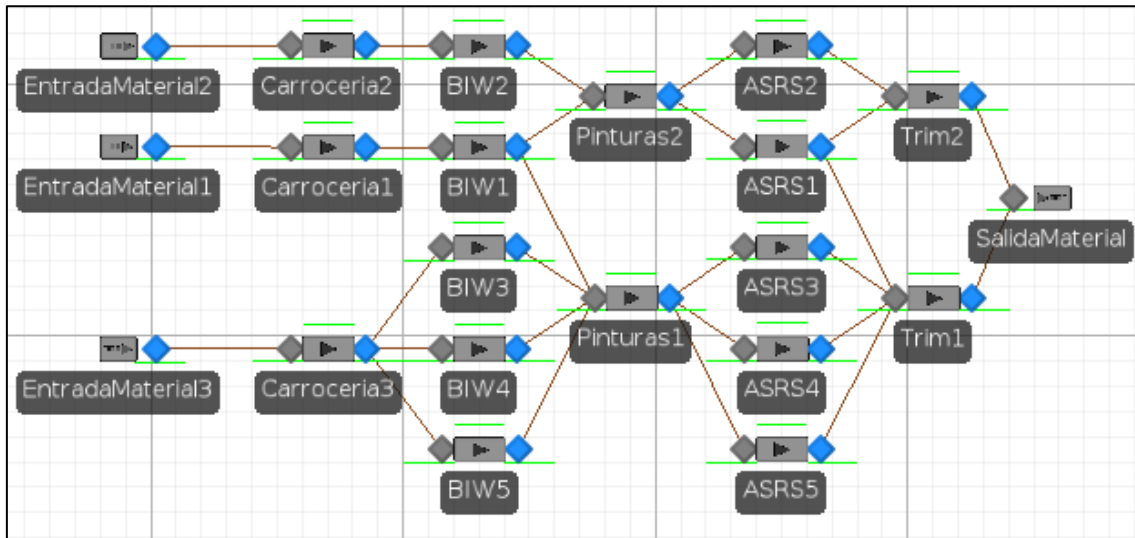 EntradaMaterial2
Carroceria2
BIW2
Pinturas2
ASRS2
Trim2
EntradaMaterial1
Carroceria1
BIW1
ASRS1
SalidaMaterial
BIW3
Pinturas1
ASRS3
Trim1
EntradaMaterial3
Carroceria3
BIW4
ASRS4
BIW5
ASRS5